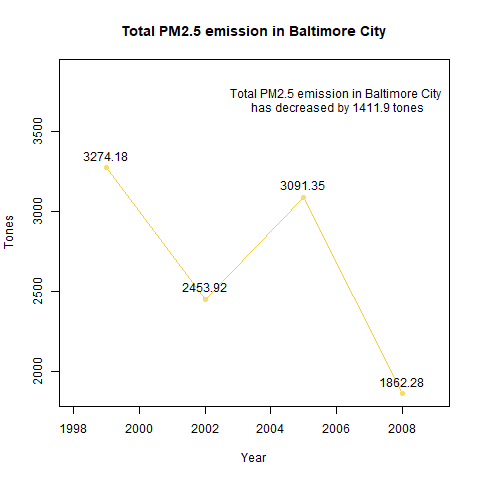 Total PM2.5 emission in Baltimore City
Total PM2.5 emission in Baltimore City
has decreased by 1411.9 tones
3500
3274.18
3091.35
3000
Tones
2500
2453.92
2000
1862.28
1998 2000 2002 2004 2006 2008
Year